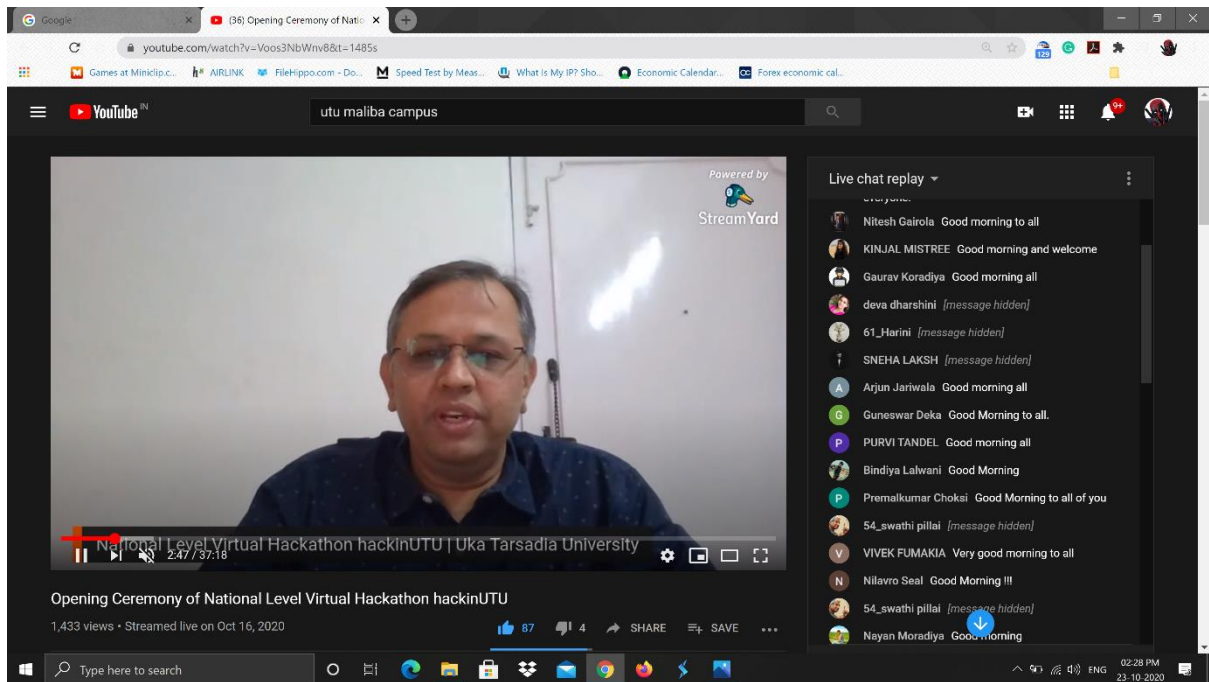 Google
(36) Opening Ceremony of Natio
youtube.com/watch?v=Voos3NbWnv8&t=1485s
129
Games at Miniclip.c...
AIRLINK
FileHippo.com - Do...
Speed Test by Meas...
What Is My IP? Sho...
Economic Calendar...
Forex economic cal...
YouTube IN
utu maliba campus
9+
Powered by
StreamYard
National Level Virtual Hackathon hackInUTU | Uka Tarsadia University
2:47 / 37:18
Opening Ceremony of National Level Virtual Hackathon hackinUTU
1,433 views • Streamed live on Oct 16, 2020
87
4
SHARE
SAVE
Live chat replay
everyone.
Nitesh Gairola Good morning to all
KINJAL MISTREE Good morning and welcome
Gaurav Koradiya Good morning all
deva dharshini [message hidden]
61_Harini [message hidden]
SNEHA LAKSH [message hidden]
A Arjun Jariwala Good morning all
G Guneswar Deka Good Morning to all.
P PURVI TANDEL Good morning all
Bindiya Lalwani Good Morning
P Premalkumar Choksi Good Morning to all of you
54_swathi pillai [message hidden]
V VIVEK FUMAKIA Very good morning to all
N Nilavro Seal Good Morning !!!
54_swathi pillai [message hidden]
Nayan Moradiya Good morning
Type here to search
ENG
02:28 PM
23-10-2020